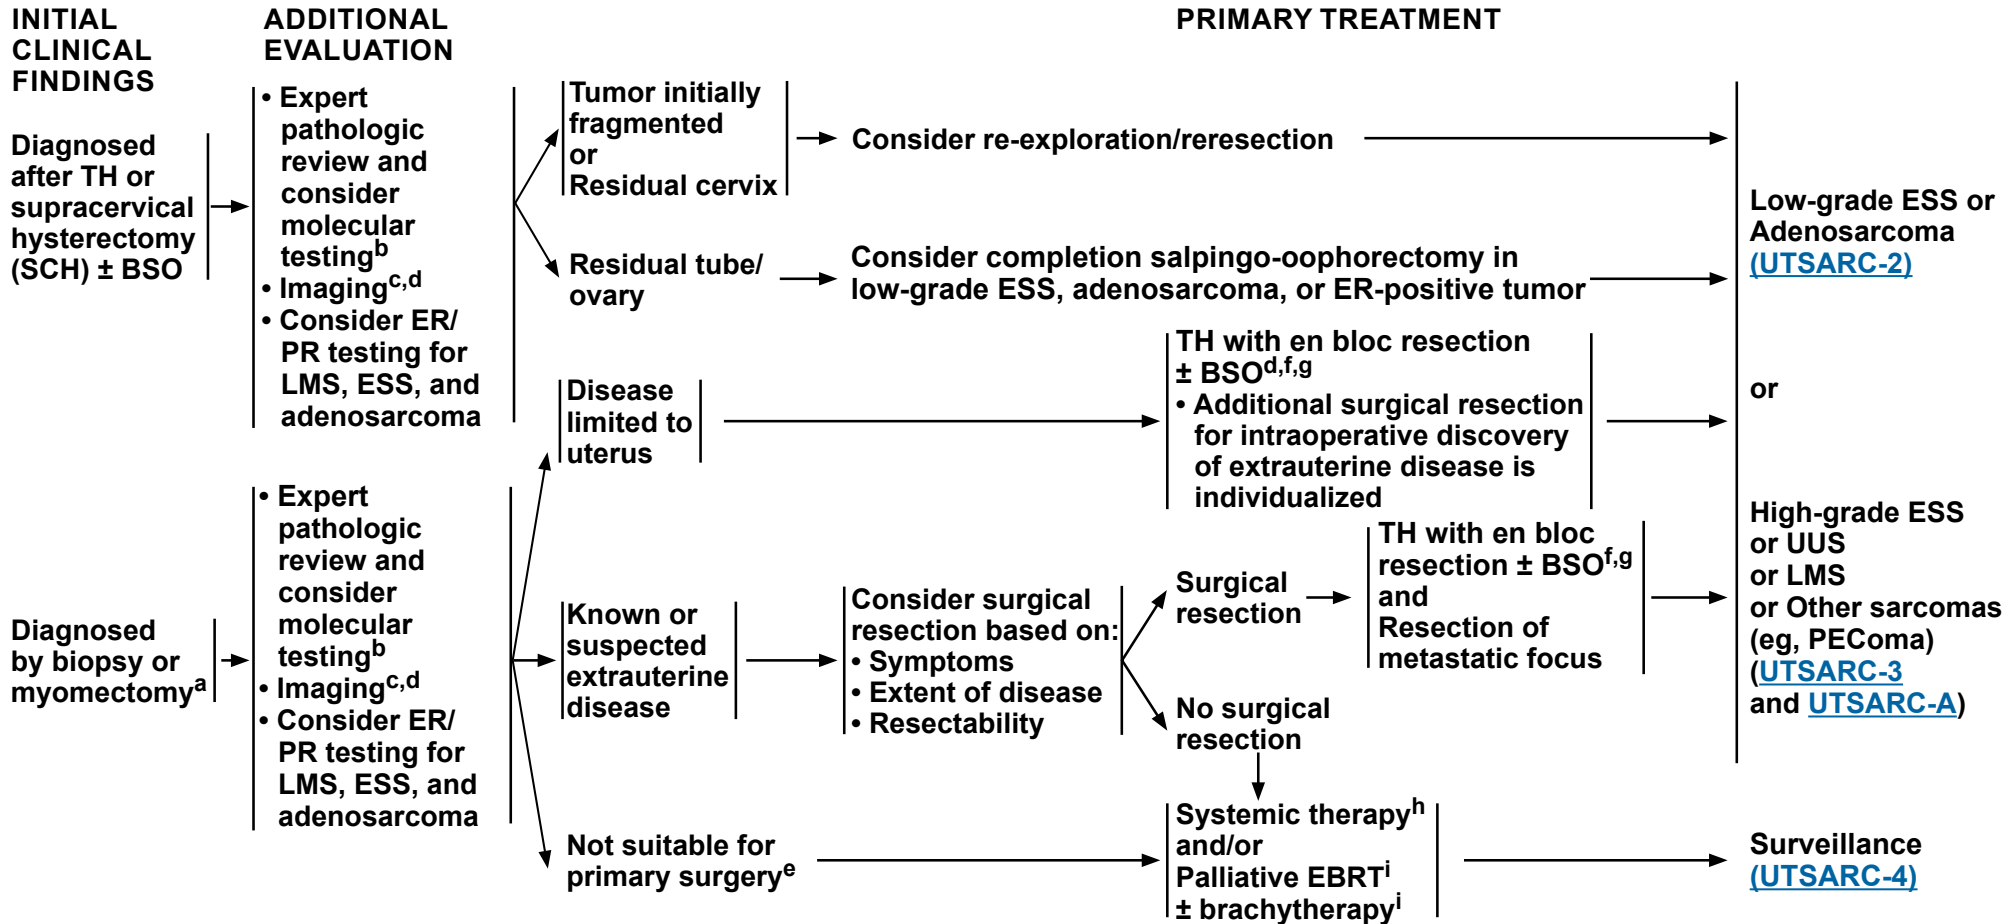 INITIAL
CLINICAL
FINDINGS
ADDITIONAL
EVALUATION
PRIMARY TREATMENT
Diagnosed
after TH or
supracervical
hysterectomy
(SCH) ± BSO
• Expert
pathologic
review and
consider
molecular
testingb
• Imagingc,d
• Consider ER/
PR testing for
LMS, ESS, and
adenosarcoma
Tumor initially
fragmented
or
Residual cervix
Consider re-exploration/reresection
Residual tube/
ovary
Consider completion salpingo-oophorectomy in
low-grade ESS, adenosarcoma, or ER-positive tumor
Diagnosed
by biopsy or
myomectomya
• Expert
pathologic
review and
consider
molecular
testingb
• Imagingc,d
• Consider ER/
PR testing for
LMS, ESS, and
adenosarcoma
Disease
limited to
uterus
TH with en bloc resection
± BSOd,f,g
• Additional surgical resection
for intraoperative discovery
of extrauterine disease is
individualized
Known or
suspected
extrauterine
disease
Consider surgical
resection based on:
• Symptoms
• Extent of disease
• Resectability
Surgical
resection
TH with en bloc
resection ± BSOf,g
and
Resection of
metastatic focus
No surgical
resection
Not suitable for
primary surgerye
Systemic therapyh
and/or
Palliative EBRTi
± brachytherapyi
Low-grade ESS or
Adenosarcoma
(UTSARC-2)
or
High-grade ESS
or UUS
or LMS
or Other sarcomas
(eg, PEComa)
(UTSARC-3
and UTSARC-A)
Surveillance
(UTSARC-4)